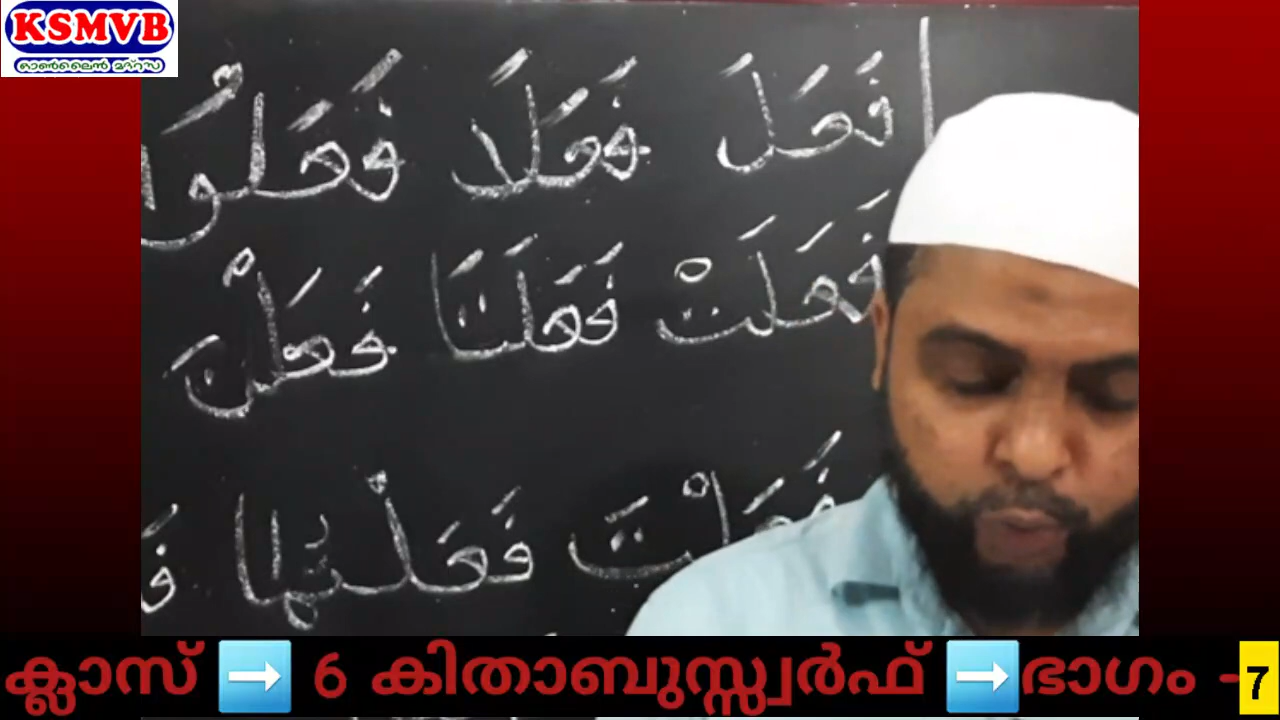 KSMVB
ഓൺലൈൻ മദ്റസ
فَعَلَ فَعَلَا فَعَلُوا
فَعَلَتْ فَعَلَتَا فَعَلْنَ
فَعَلْتَ فَعَلْتُمَا
ക്ലാസ് ➡️ 6 കിതാബുസ്സ്വർഫ് ➡️ഭാഗം - 7